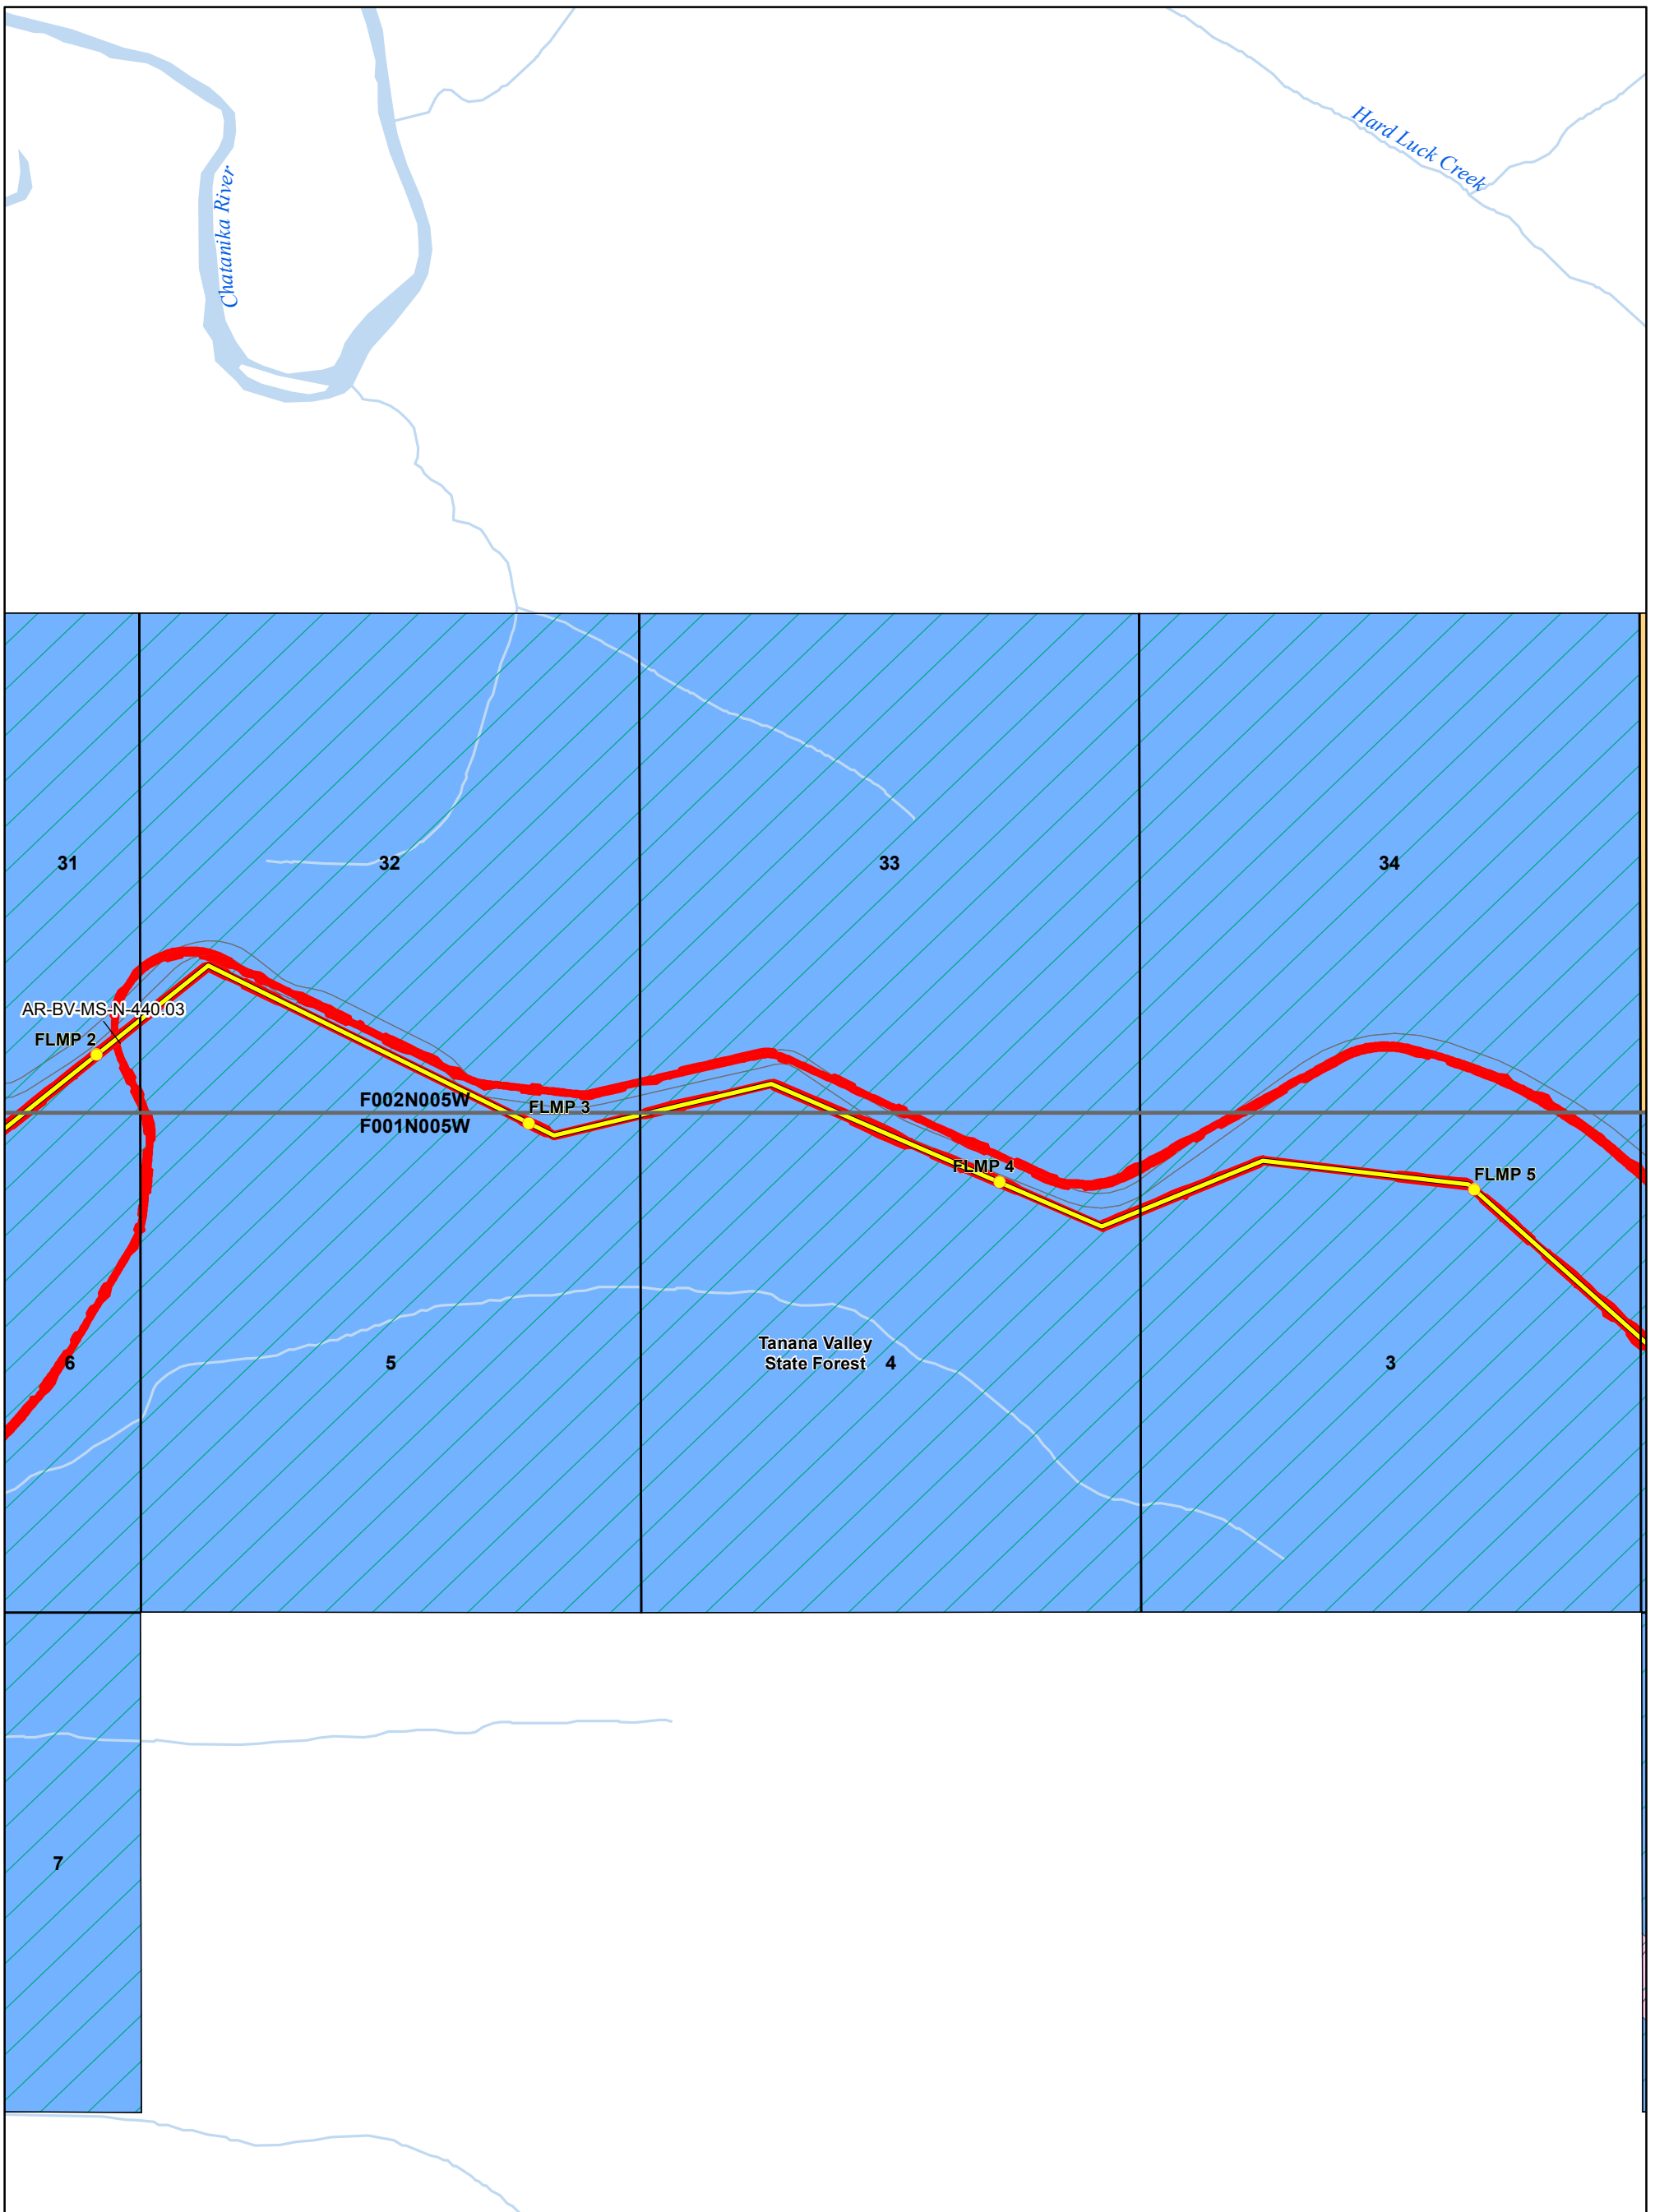 Hard Luck Creek
Chatanika River
31
32
33
34
AR-BV-MS-N-440.03
FLMP 2
F002N005W
FLMP 3
F001N005W
FLMP 4
FLMP 5
Tanana Valley
State Forest
6
5
4
3
7